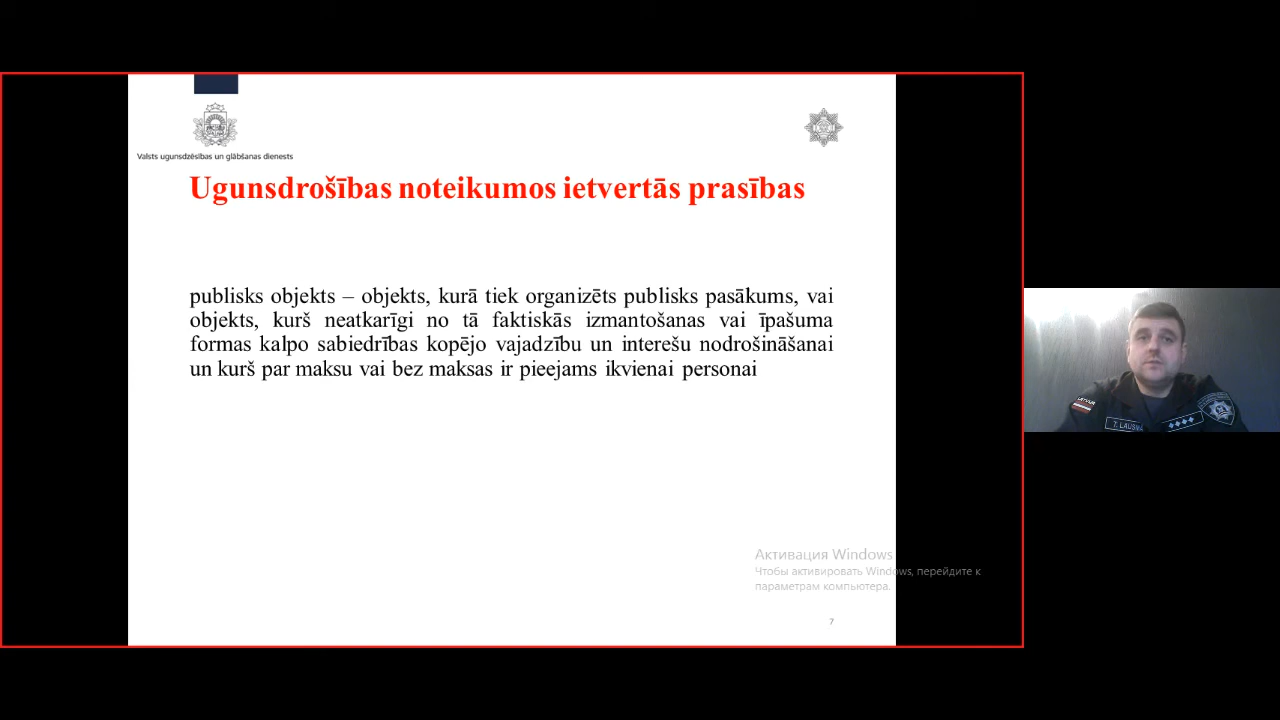 Valsts ugunsdzēsības un glābšanas dienests
Ugunsdrošības noteikumos ietvertās prasības
publisks objekts – objekts, kurā tiek organizēts publisks pasākums, vai
objekts, kurš neatkarīgi no tā faktiskās izmantošanas vai īpašuma
formas kalpo sabiedrības kopējo vajadzību un interešu nodrošināšanai
un kurš par maksu vai bez maksas ir pieejams ikvienai personai
LATVIJA
T. LAUSKA
Активация Windows
Чтобы активировать Windows, перейдите к
параметрам компьютера.
7